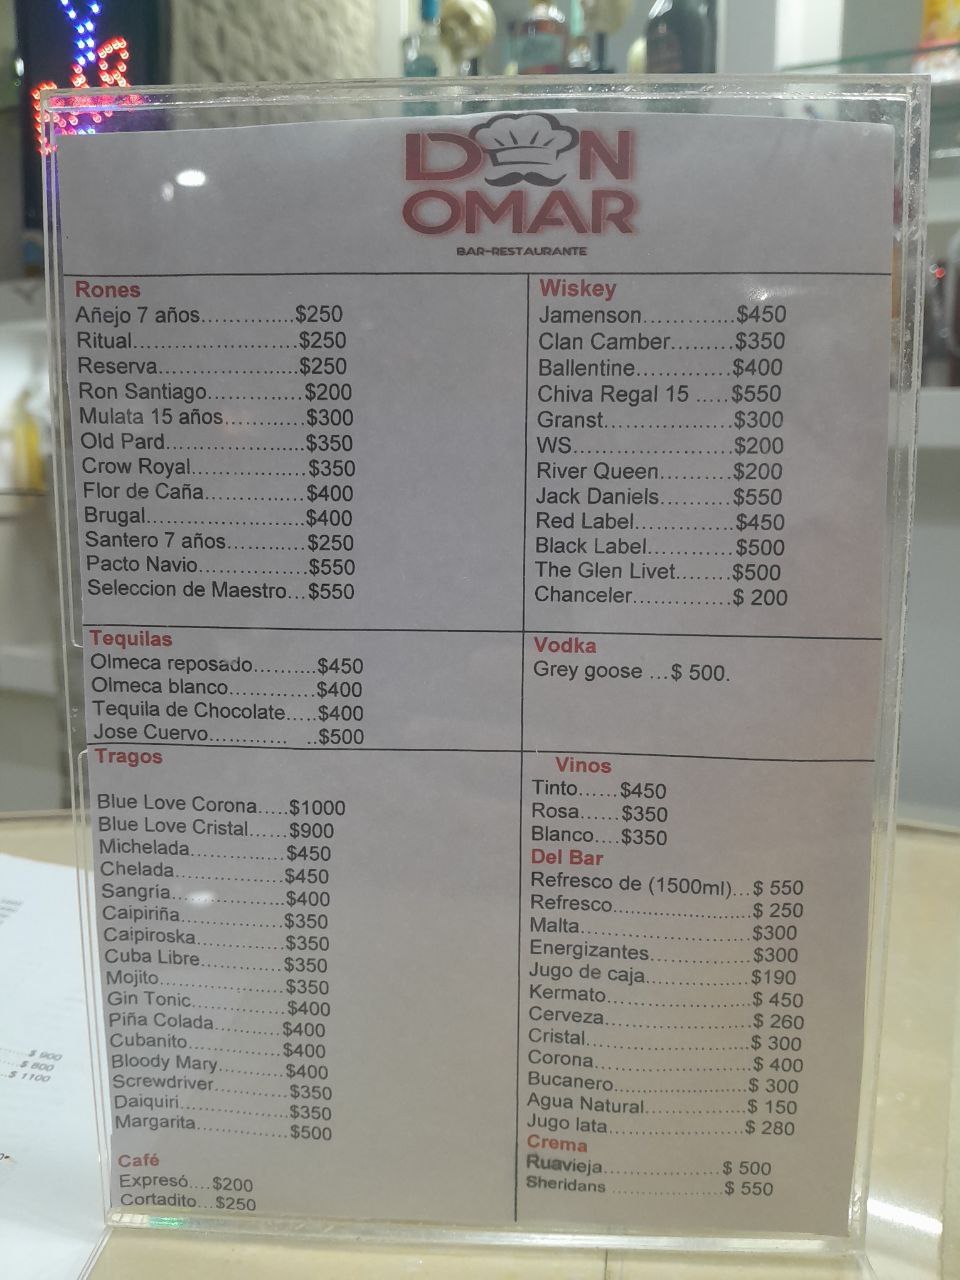 DON
OMAR
BAR-RESTAURANTE
Rones
Añejo 7 años..............$250
Ritual.........................$250
Reserva.....................$250
Ron Santiago..............$200
Mulata 15 años............$300
Old Pard.....................$350
Crow Royal.................$350
Flor de Caña...............$400
Brugal........................$400
Santero 7 años............$250
Pacto Navio................$550
Seleccion de Maestro...$550
Wiskey
Jamenson..............$450
Clan Camber.........$350
Ballentine..............$400
Chiva Regal 15 .....$550
Granst...................$300
WS........................$200
River Queen..........$200
Jack Daniels..........$550
Red Label..............$450
Black Label............$500
The Glen Livet.......$500
Chanceler..............$ 200
Tequilas
Olmeca reposado.........$450
Olmeca blanco............$400
Tequila de Chocolate.....$400
Jose Cuervo........... ..$500
Vodka
Grey goose ...$ 500.
Tragos
Blue Love Corona.....$1000
Blue Love Cristal......$900
Michelada..............$450
Chelada................$450
Sangría.................$400
Caipiriña...............$350
Caipiroska.............$350
Cuba Libre.............$350
Mojito...................$350
Gin Tonic...............$400
Piña Colada...........$400
Cubanito...............$400
Bloody Mary...........$400
Screwdriver............$350
Daiquiri.................$350
Margarita...............$500
Café
Expresó....$200
Cortadito...$250
Vinos
Tinto......$450
Rosa......$350
Blanco....$350
Del Bar
Refresco de (1500ml)...$ 550
Refresco.......................$ 250
Malta............................$300
Energizantes.................$300
Jugo de caja..................$190
Kermato........................$ 450
Cerveza........................$ 260
Cristal...........................$ 300
Corona..........................$ 400
Bucanero.......................$ 300
Agua Natural..................$ 150
Jugo lata........................$ 280
Crema
Ruavieja........................$ 500
Sheridans .....................$ 550
......$ 900
.....$ 800
...$ 1100